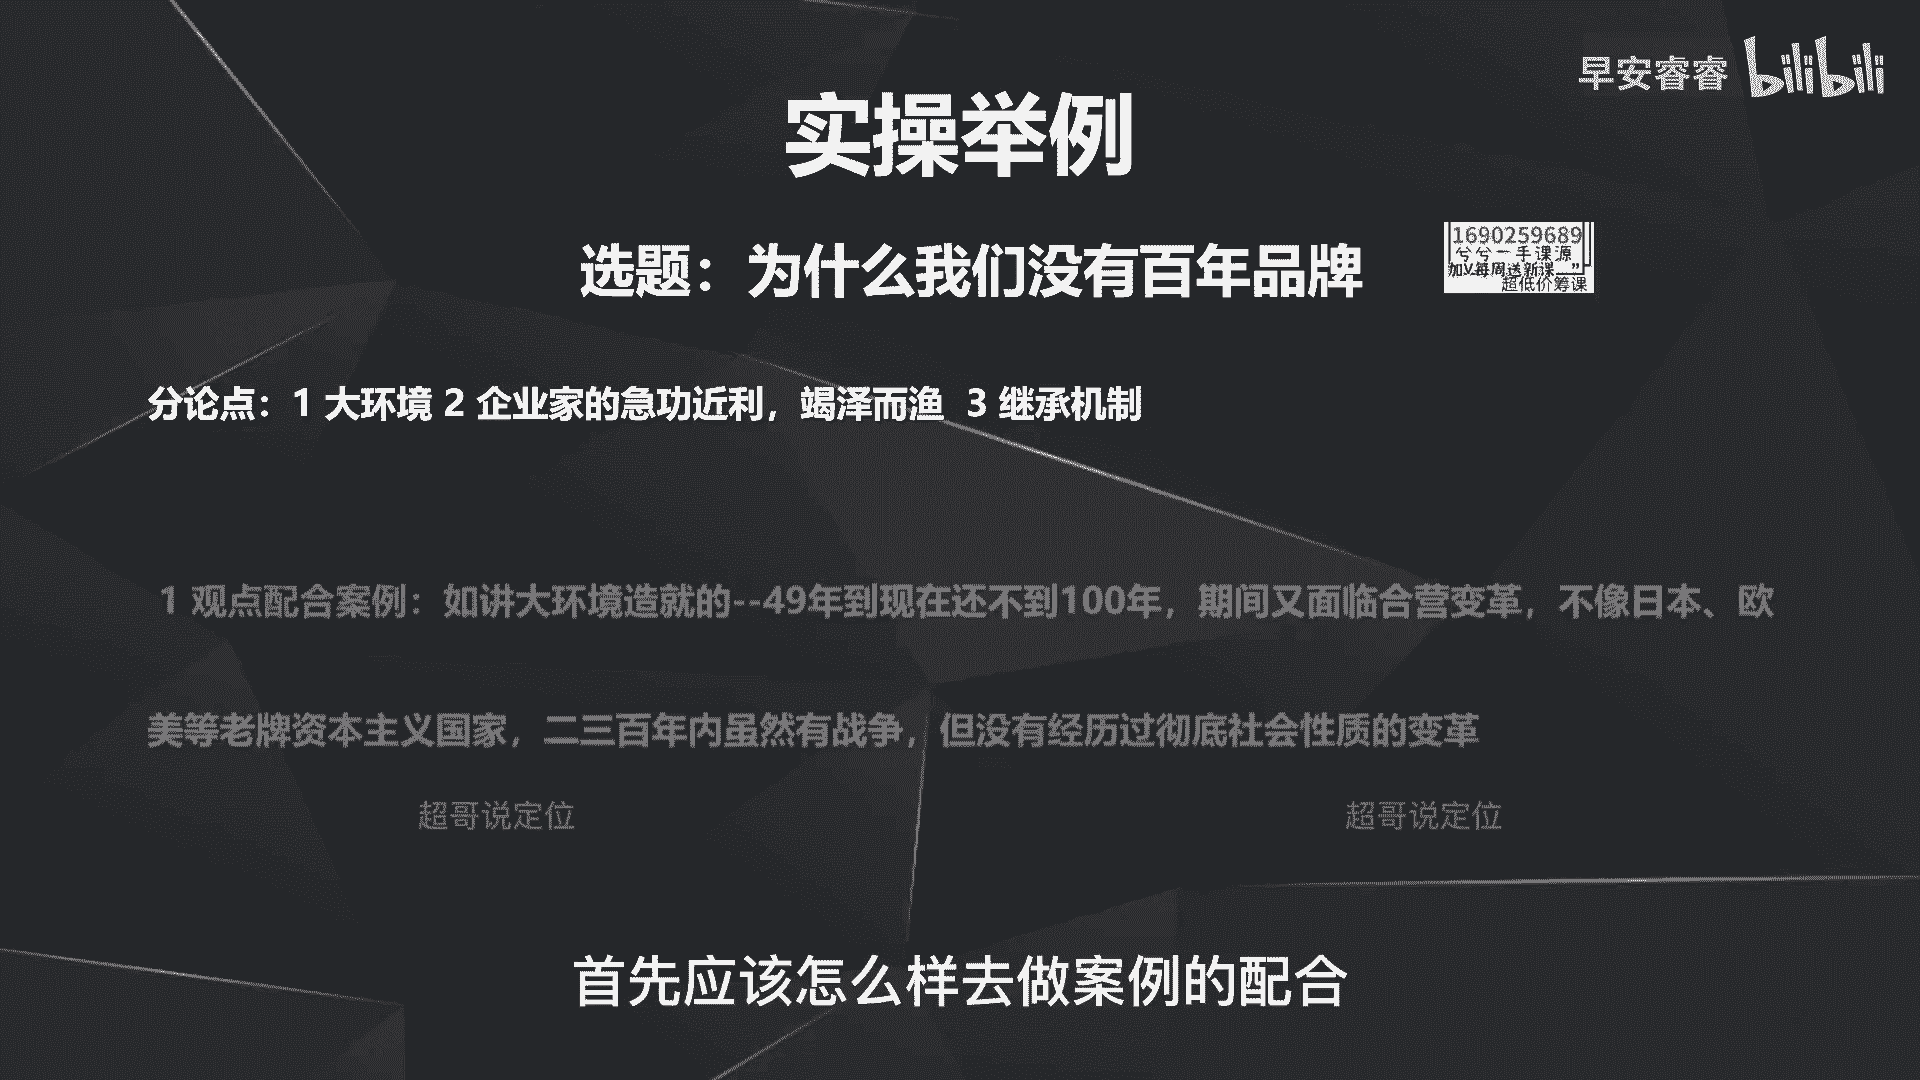 早安睿睿 bilibili
实操举例
选题：为什么我们没有百年品牌
1690259689
兮兮一手课源
加V每周送新课
超低价筹课
分论点：1 大环境 2 企业家的急功近利，竭泽而渔 3 继承机制
1 观点配合案例：如讲大环境造就的--49年到现在还不到100年，期间又面临合营变革，不像日本、欧
美等老牌资本主义国家，二三百年内虽然有战争，但没有经历过彻底社会性质的变革
超哥说定位 超哥说定位
首先应该怎么样去做案例的配合